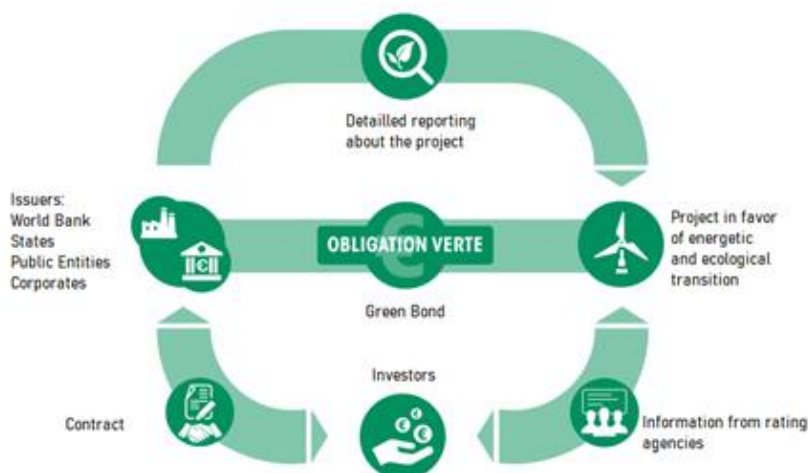 Detailled reporting
about the project
Issuers:
World Bank
States
Public Entities
Corporates
OBLIGATION VERTE
Green Bond
Project in favor
of energetic
and ecological
transition
Contract
Investors
Information from rating
agencies